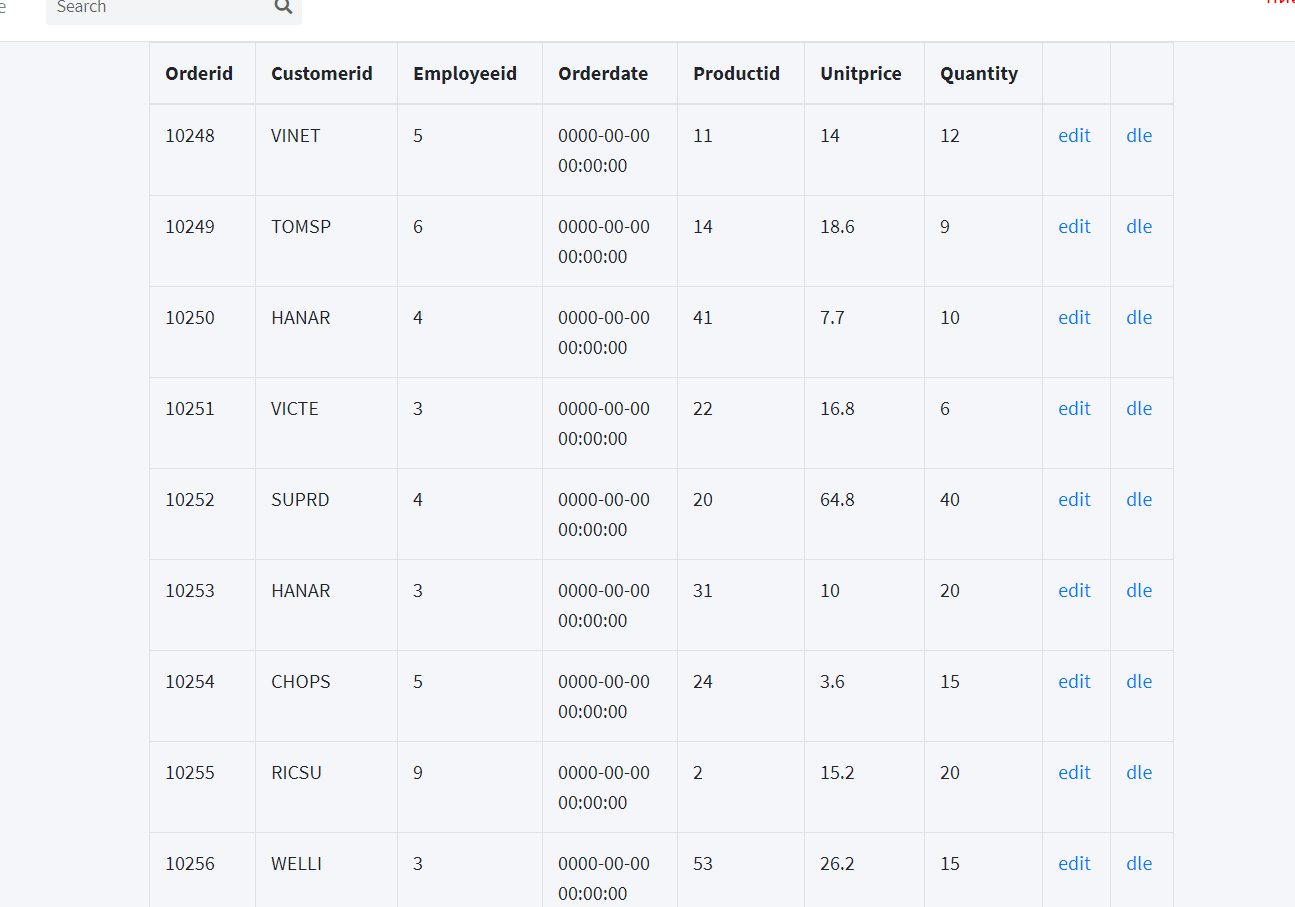 e Search
Orderid Customerid Employeeid Orderdate Productid Unitprice Quantity
10248 VINET 5 0000-00-00 11 14 12 edit dle
00:00:00
10249 TOMSP 6 0000-00-00 14 18.6 9 edit dle
00:00:00
10250 HANAR 4 0000-00-00 41 7.7 10 edit dle
00:00:00
10251 VICTE 3 0000-00-00 22 16.8 6 edit dle
00:00:00
10252 SUPRD 4 0000-00-00 20 64.8 40 edit dle
00:00:00
10253 HANAR 3 0000-00-00 31 10 20 edit dle
00:00:00
10254 CHOPS 5 0000-00-00 24 3.6 15 edit dle
00:00:00
10255 RICSU 9 0000-00-00 2 15.2 20 edit dle
00:00:00
10256 WELLI 3 0000-00-00 53 26.2 15 edit dle
00:00:00